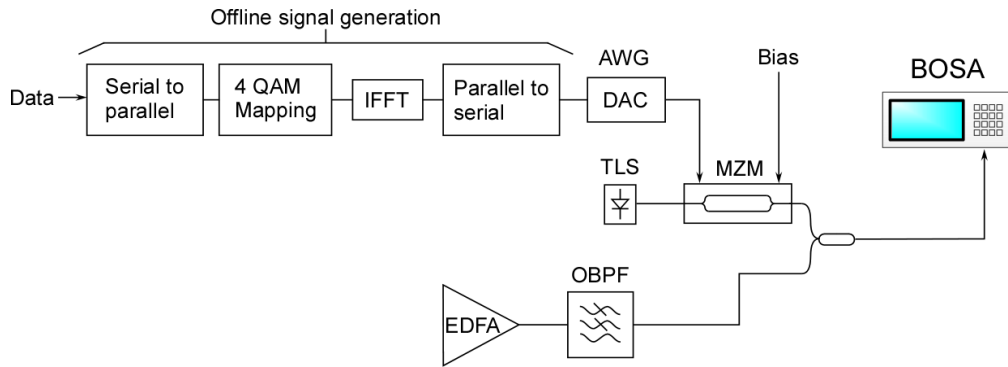 Offline signal generation
Data
Serial to
parallel
4 QAM
Mapping
IFFT
Parallel to
serial
AWG
DAC
Bias
BOSA
TLS
MZM
OBPF
EDFA